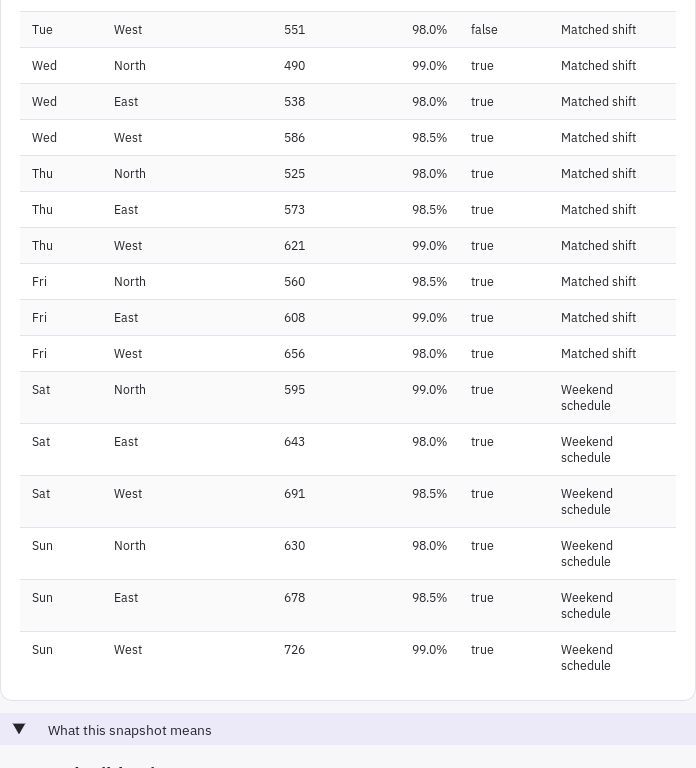 Tue West 551 98.0% false Matched shift
Wed North 490 99.0% true Matched shift
Wed East 538 98.0% true Matched shift
Wed West 586 98.5% true Matched shift
Thu North 525 98.0% true Matched shift
Thu East 573 98.5% true Matched shift
Thu West 621 99.0% true Matched shift
Fri North 560 98.5% true Matched shift
Fri East 608 99.0% true Matched shift
Fri West 656 98.0% true Matched shift
Sat North 595 99.0% true Weekend
schedule
Sat East 643 98.0% true Weekend
schedule
Sat West 691 98.5% true Weekend
schedule
Sun North 630 98.0% true Weekend
schedule
Sun East 678 98.5% true Weekend
schedule
Sun West 726 99.0% true Weekend
schedule
What this snapshot means